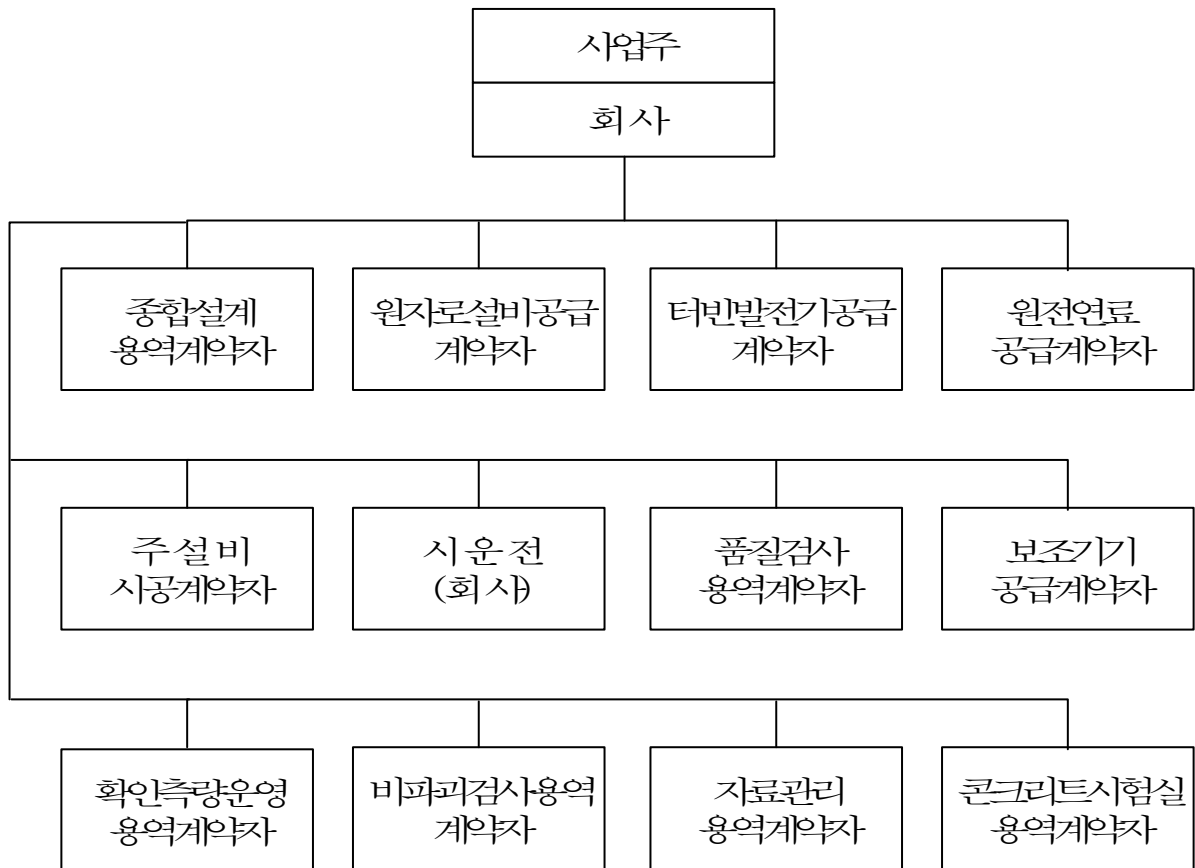 사업주
회사
종합설계
용역계약자
원자로설비공급
계약자
터빈발전기공급
계약자
원전연료
공급계약자
주설비
시공계약자
시운전
(회사)
품질검사
용역계약자
보조기기
공급계약자
확인측량운영
용역계약자
비파괴검사용역
계약자
자료관리
용역계약자
콘크리트시험실
용역계약자